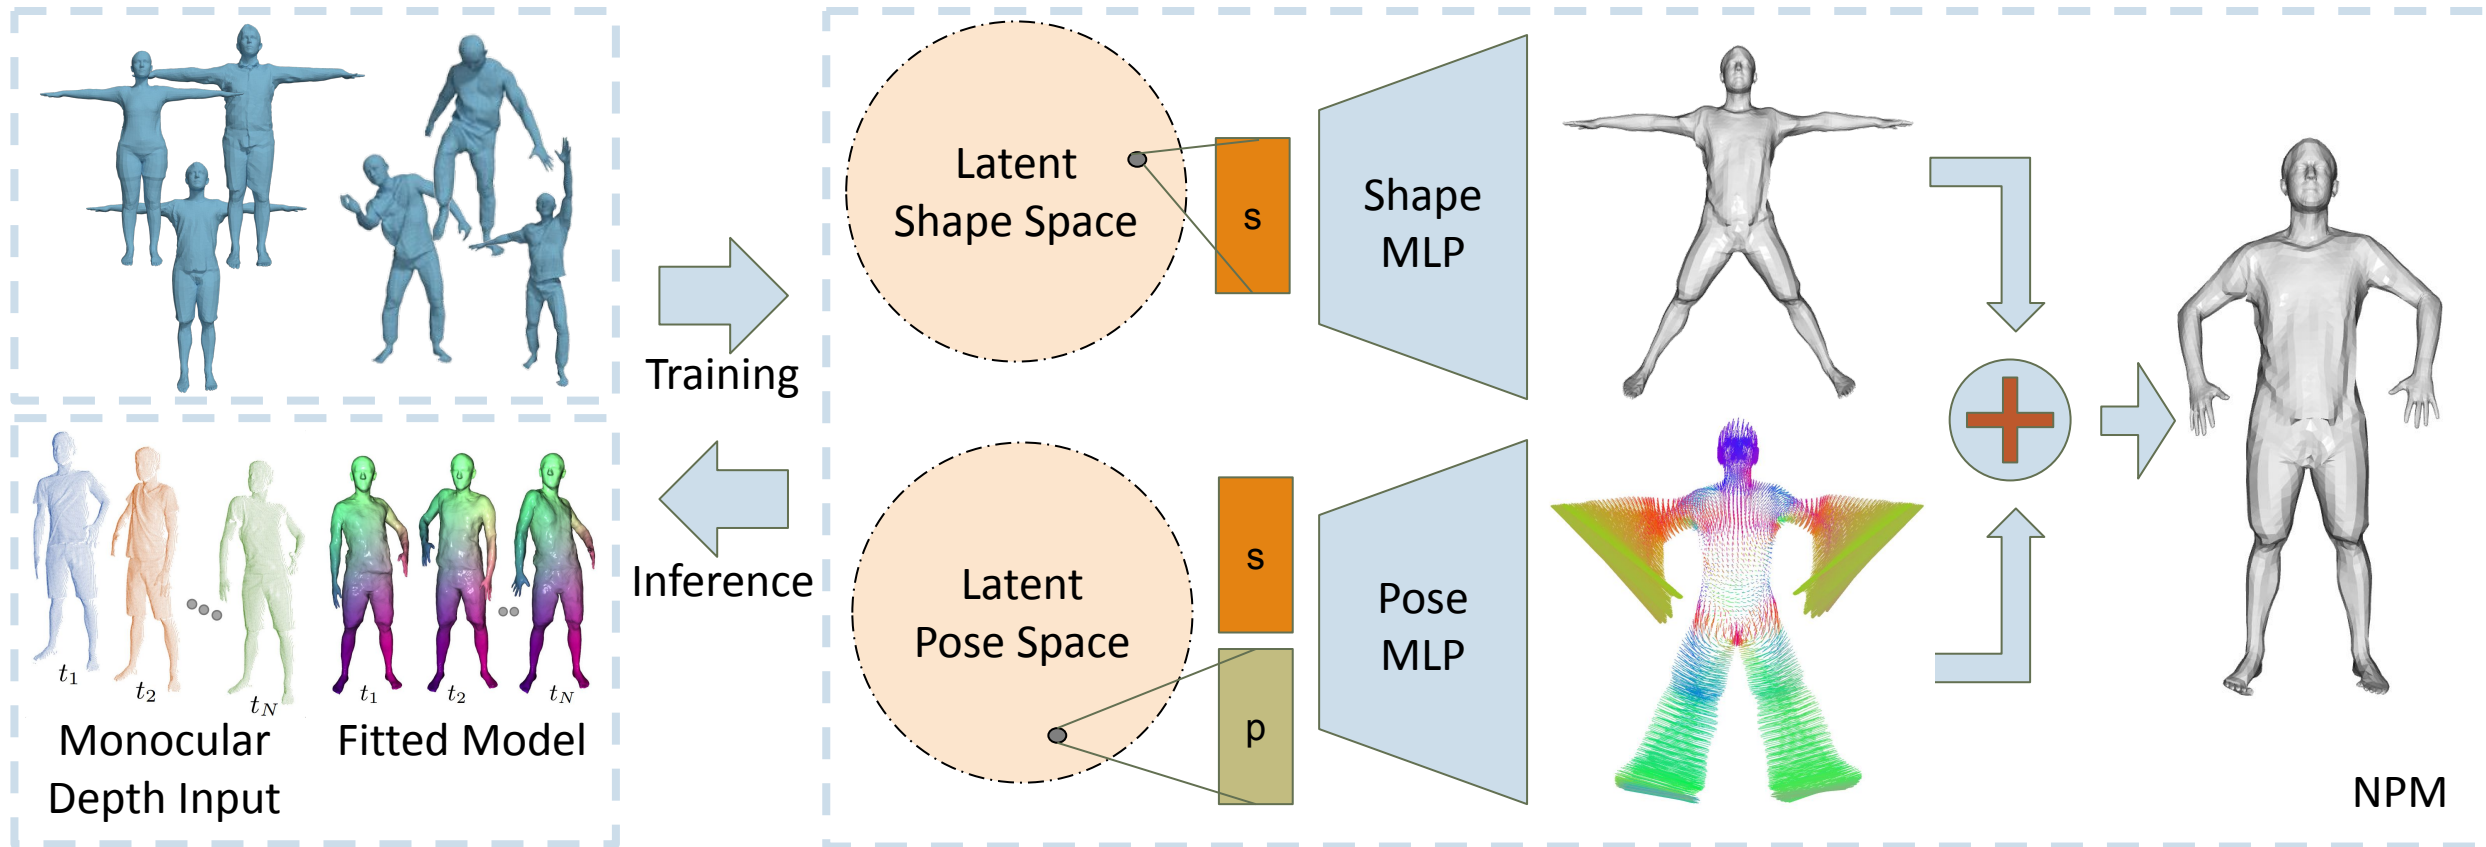 Training
Inference
t1
t2
tN
t1
t2
tN
Monocular
Depth Input
Fitted Model
Latent
Shape Space
s
Shape
MLP
Latent
Pose Space
s
p
Pose
MLP
NPM